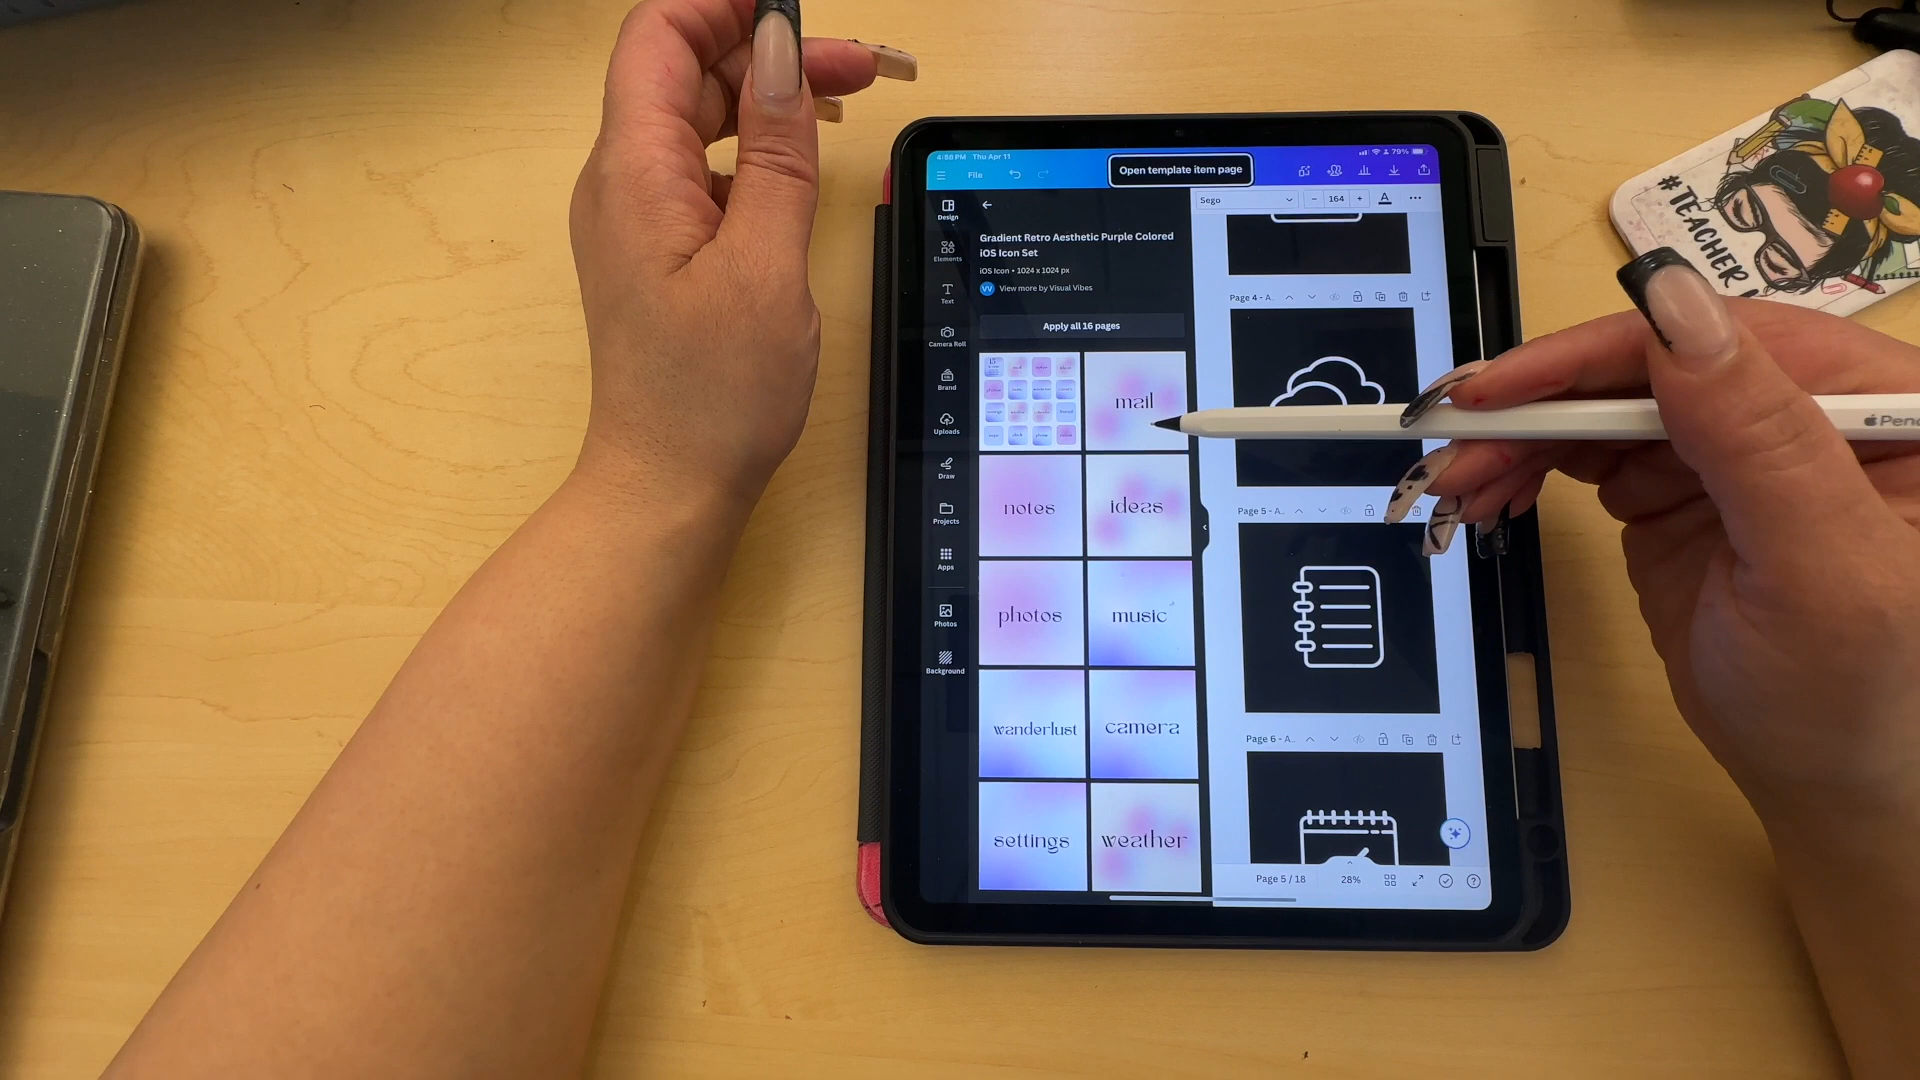 4:58 PM Thu Apr 11
79%
File
Open template item page
Design
Elements
Text
Camera Roll
Brand
Uploads
Draw
Projects
Apps
Photos
Background
Gradient Retro Aesthetic Purple Colored
iOS Icon Set
iOS Icon • 1024 x 1024 px
VV View more by Visual Vibes
Apply all 16 pages
mail
notes
ideas
photos
music
wanderlust
camera
settings
weather
Sego
− 164 + A
Page 4 - A..
Page 5 - A..
Page 6 - A..
Page 5 / 18
28%
#TEACHER